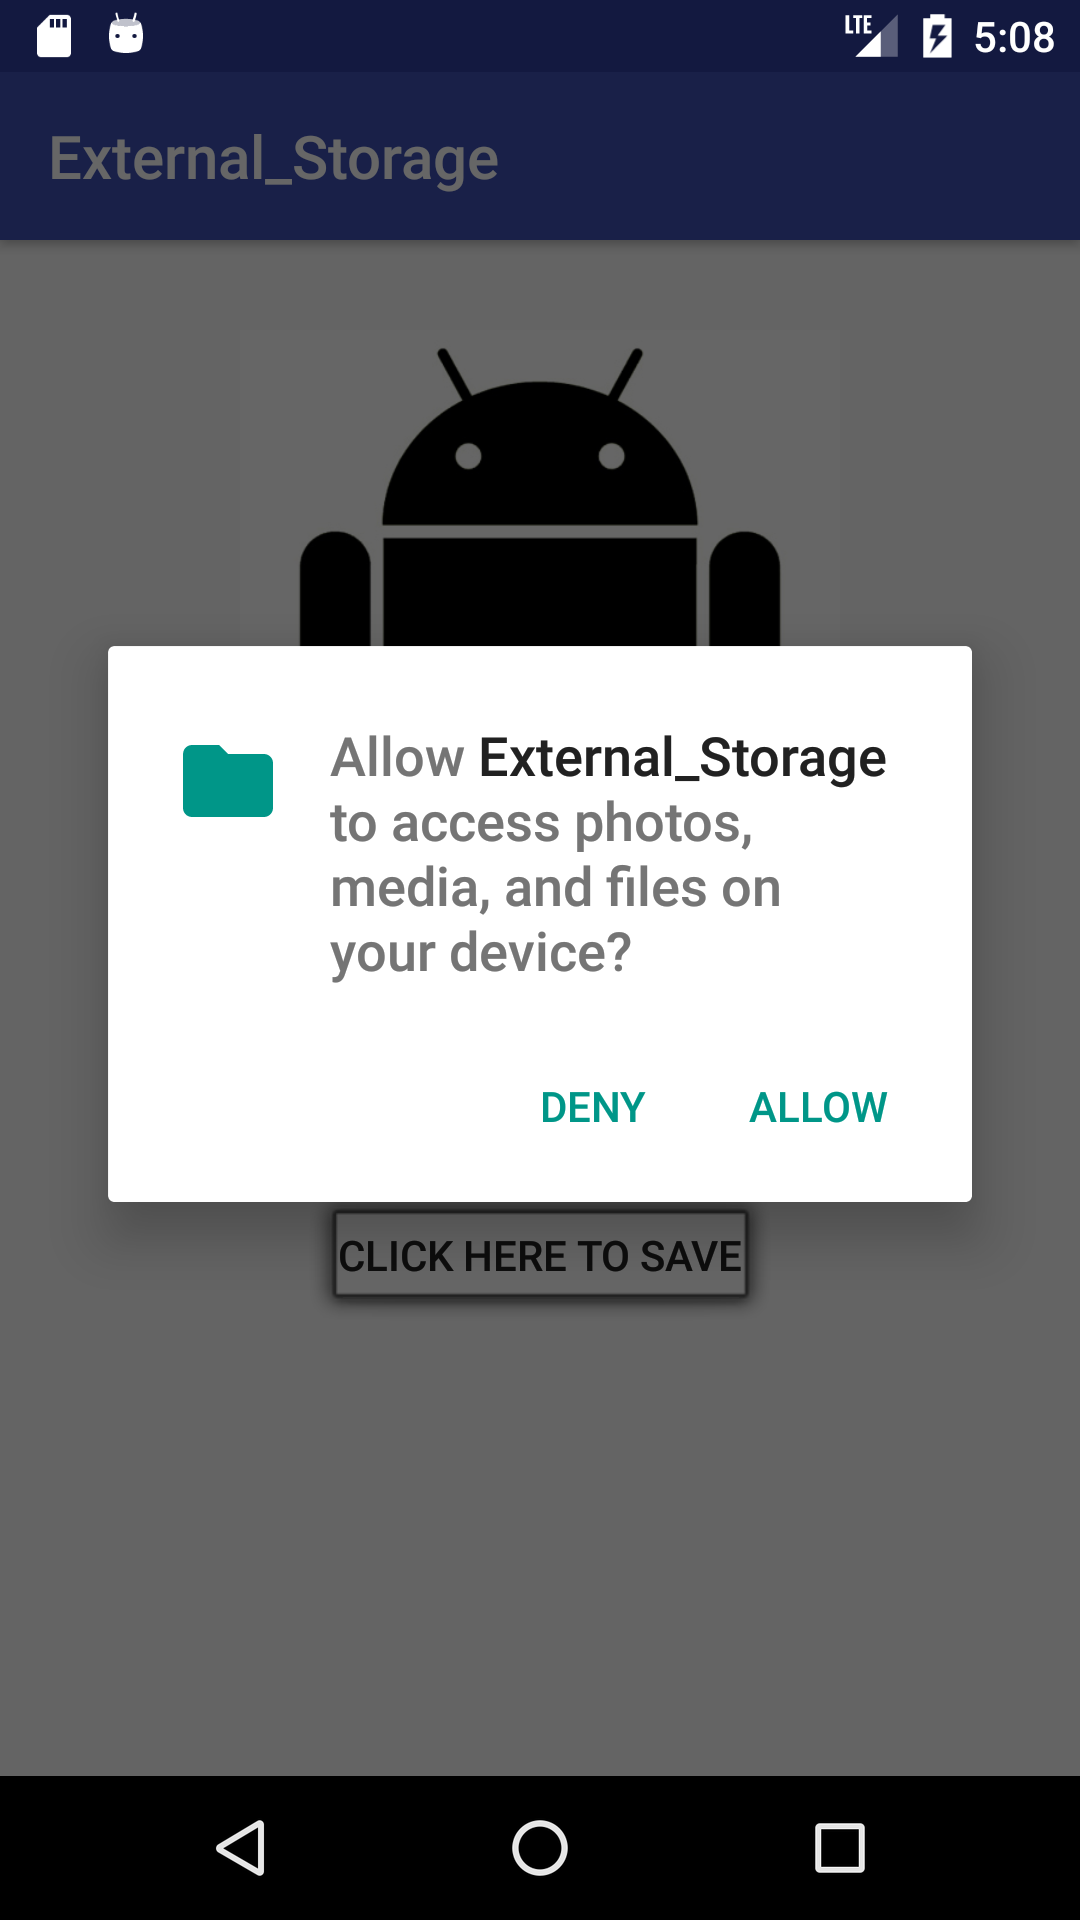 LTE 5:08
External_Storage
Allow External_Storage
to access photos,
media, and files on
your device?
DENY ALLOW
CLICK HERE TO SAVE